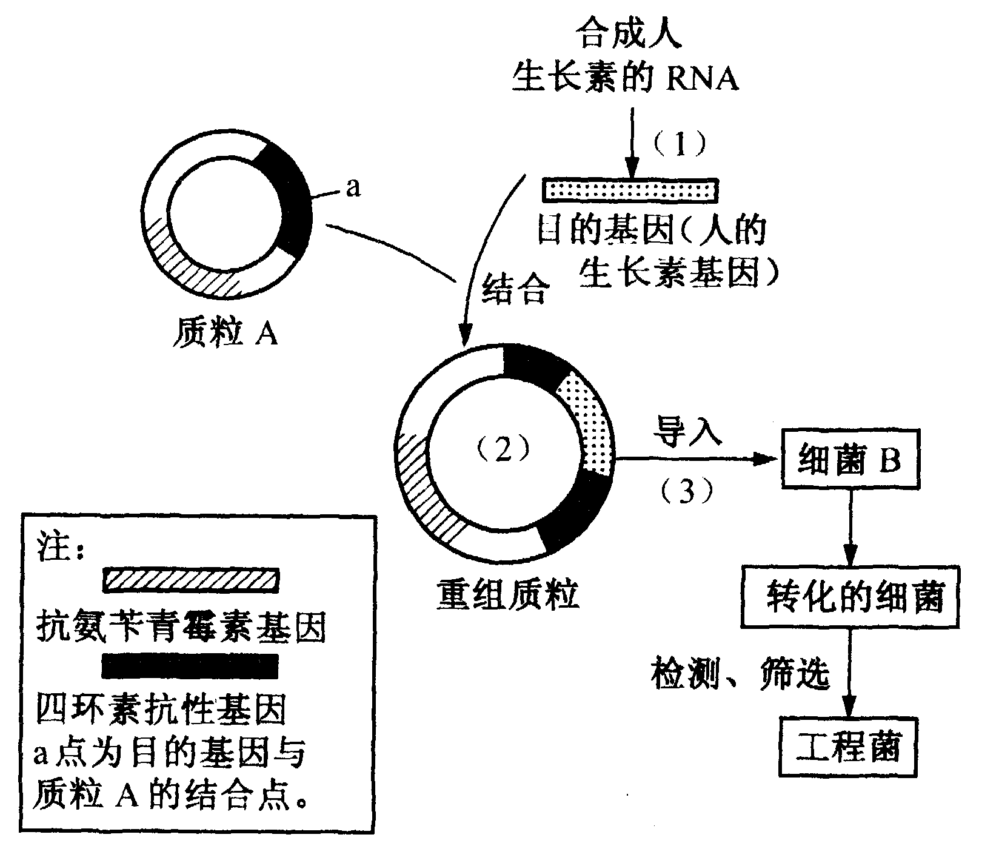 合成人
生长素的 RNA
（1）
a
目的基因（人的
生长素基因）
结合
质粒 A
（2）
导入
（3）
细菌 B
重组质粒
转化的细菌
检测、筛选
工程菌
注：
抗氨苄青霉素基因
四环素抗性基因
a点为目的基因与
质粒 A 的结合点。